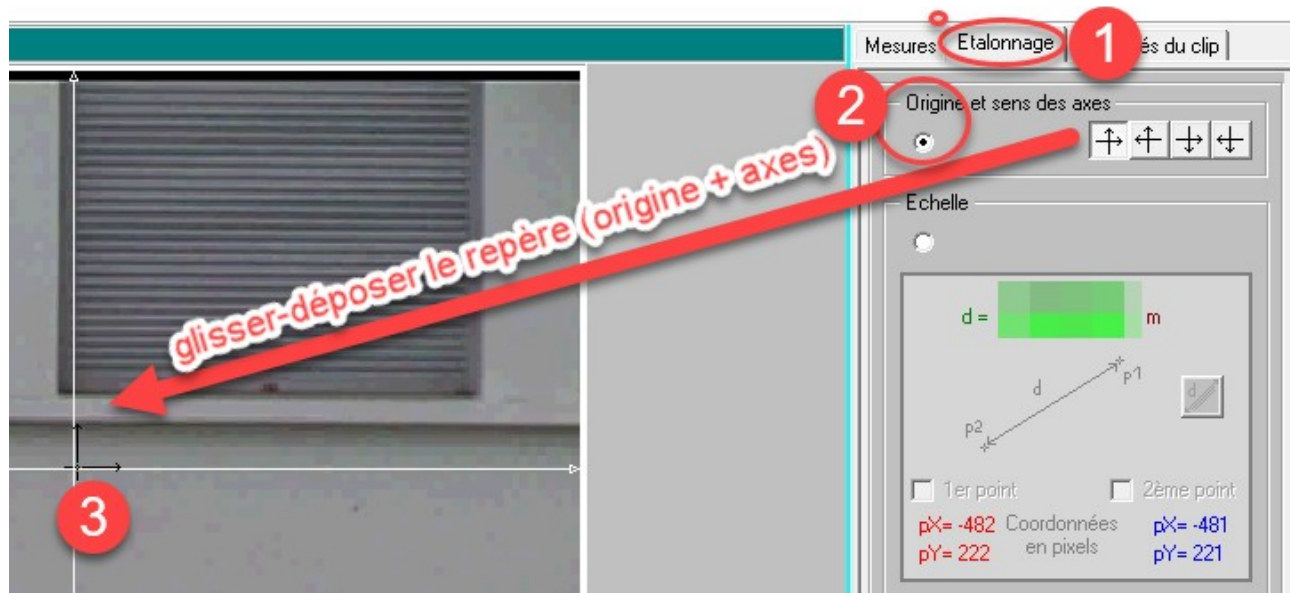 Mesures
Etalonnage
1
és du clip
2
Origine et sens des axes
glisser-déposer le repère (origine + axes)
Echelle
d =
m
d
p1
d
p2
1er point
2ème point
pX= -482
Coordonnées
pX= -481
pY= 222
en pixels
pY= 221
3